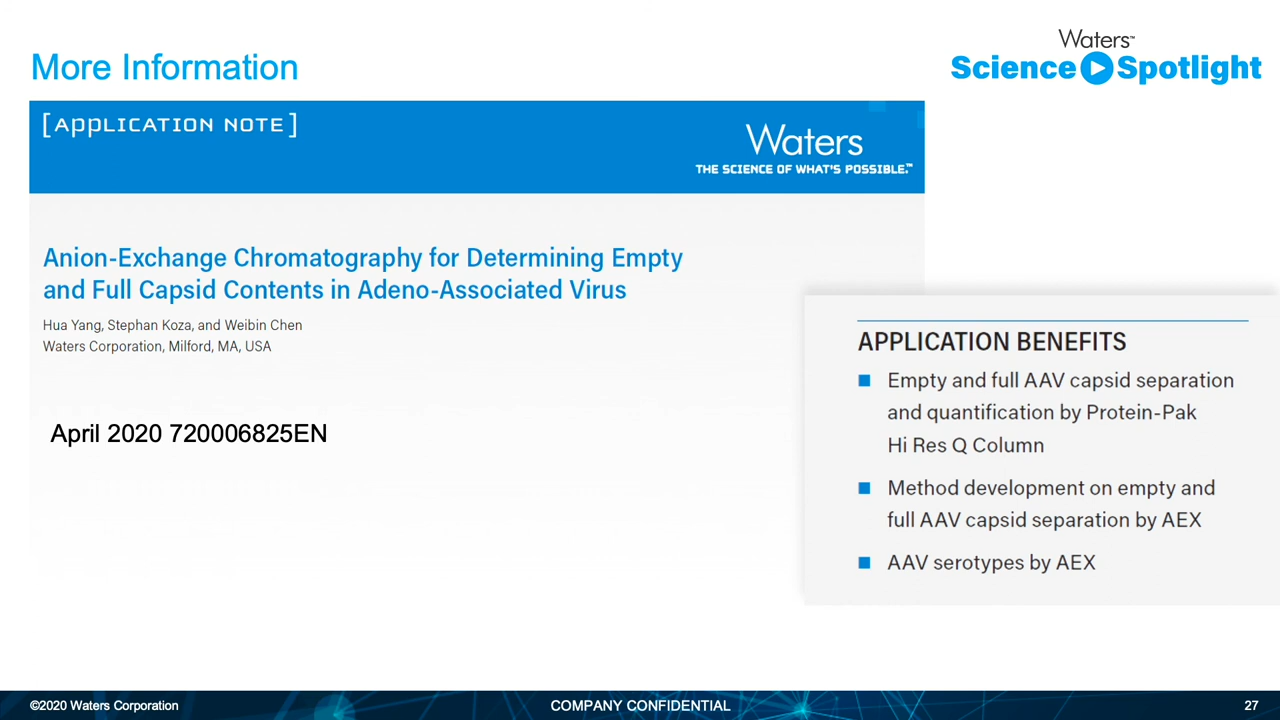 More Information
Waters™
Science Spotlight
[APPLICATION NOTE]
Waters
THE SCIENCE OF WHAT'S POSSIBLE.™
Anion-Exchange Chromatography for Determining Empty
and Full Capsid Contents in Adeno-Associated Virus
Hua Yang, Stephan Koza, and Weibin Chen
Waters Corporation, Milford, MA, USA
April 2020 720006825EN
APPLICATION BENEFITS
■ Empty and full AAV capsid separation
and quantification by Protein-Pak
Hi Res Q Column
■ Method development on empty and
full AAV capsid separation by AEX
■ AAV serotypes by AEX
©2020 Waters Corporation
COMPANY CONFIDENTIAL
27